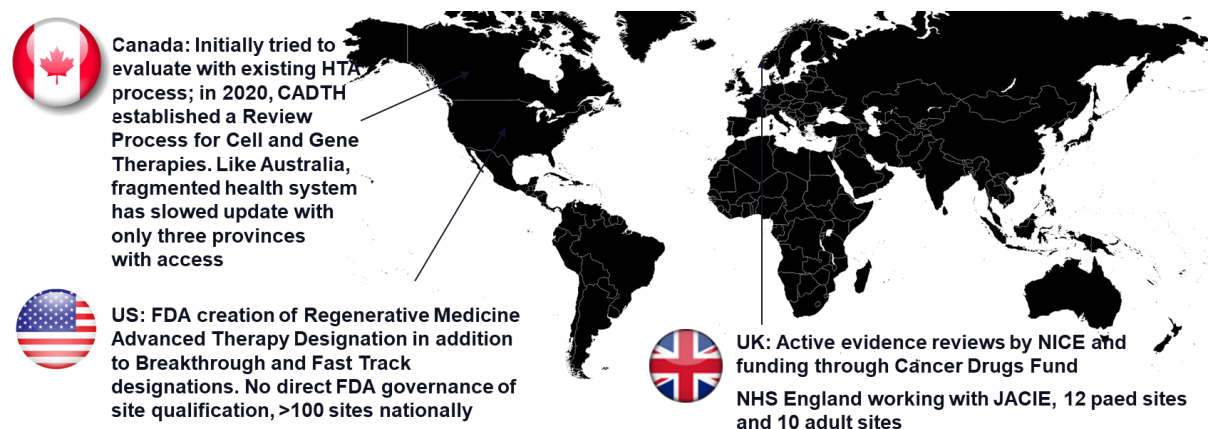 Canada: Initially tried to
evaluate with existing HTA
process; in 2020, CADTH
established a Review
Process for Cell and Gene
Therapies. Like Australia,
fragmented health system
has slowed update with
only three provinces
with access
US: FDA creation of Regenerative Medicine
Advanced Therapy Designation in addition
to Breakthrough and Fast Track
designations. No direct FDA governance of
site qualification, >100 sites nationally
UK: Active evidence reviews by NICE and
funding through Cancer Drugs Fund
NHS England working with JACIE, 12 paed sites
and 10 adult sites